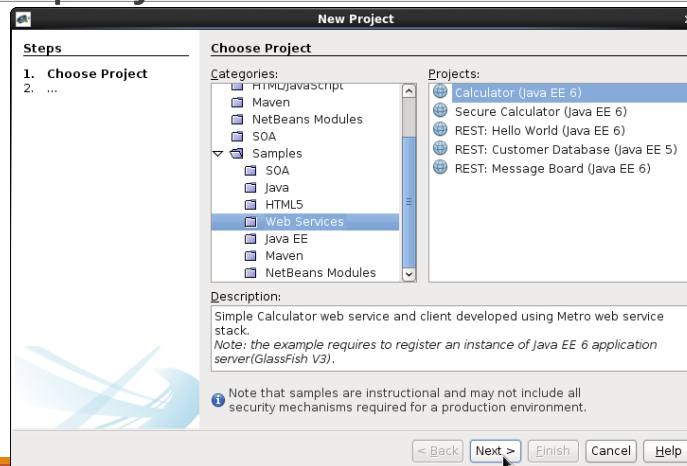 New Project
Steps
1. Choose Project
2. ...
Choose Project
Categories:
HTML/JavaScript
Maven
NetBeans Modules
SOA
Samples
SOA
Java
HTML5
Web Services
Java EE
Maven
NetBeans Modules
Projects:
Calculator (Java EE 6)
Secure Calculator (Java EE 6)
REST: Hello World (Java EE 6)
REST: Customer Database (Java EE 5)
REST: Message Board (Java EE 6)
Description:
Simple Calculator web service and client developed using Metro web service
stack.
Note: the example requires to register an instance of Java EE 6 application
server(GlassFish V3).
Note that samples are instructional and may not include all
security mechanisms required for a production environment.
< Back Next > Finish Cancel Help